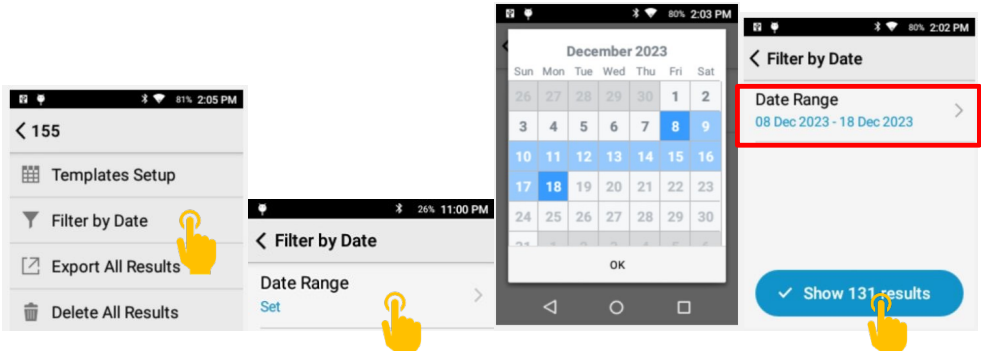 81% 2:05 PM
155
Templates Setup
Filter by Date
Export All Results
Delete All Results
26% 11:00 PM
Filter by Date
Date Range
Set
80% 2:03 PM
December 2023
Sun Mon Tue Wed Thu Fri Sat
26 27 28 29 30 1 2
3 4 5 6 7 8 9
10 11 12 13 14 15 16
17 18 19 20 21 22 23
24 25 26 27 28 29 30
OK
80% 2:02 PM
Filter by Date
Date Range
08 Dec 2023 - 18 Dec 2023
Show 131 results